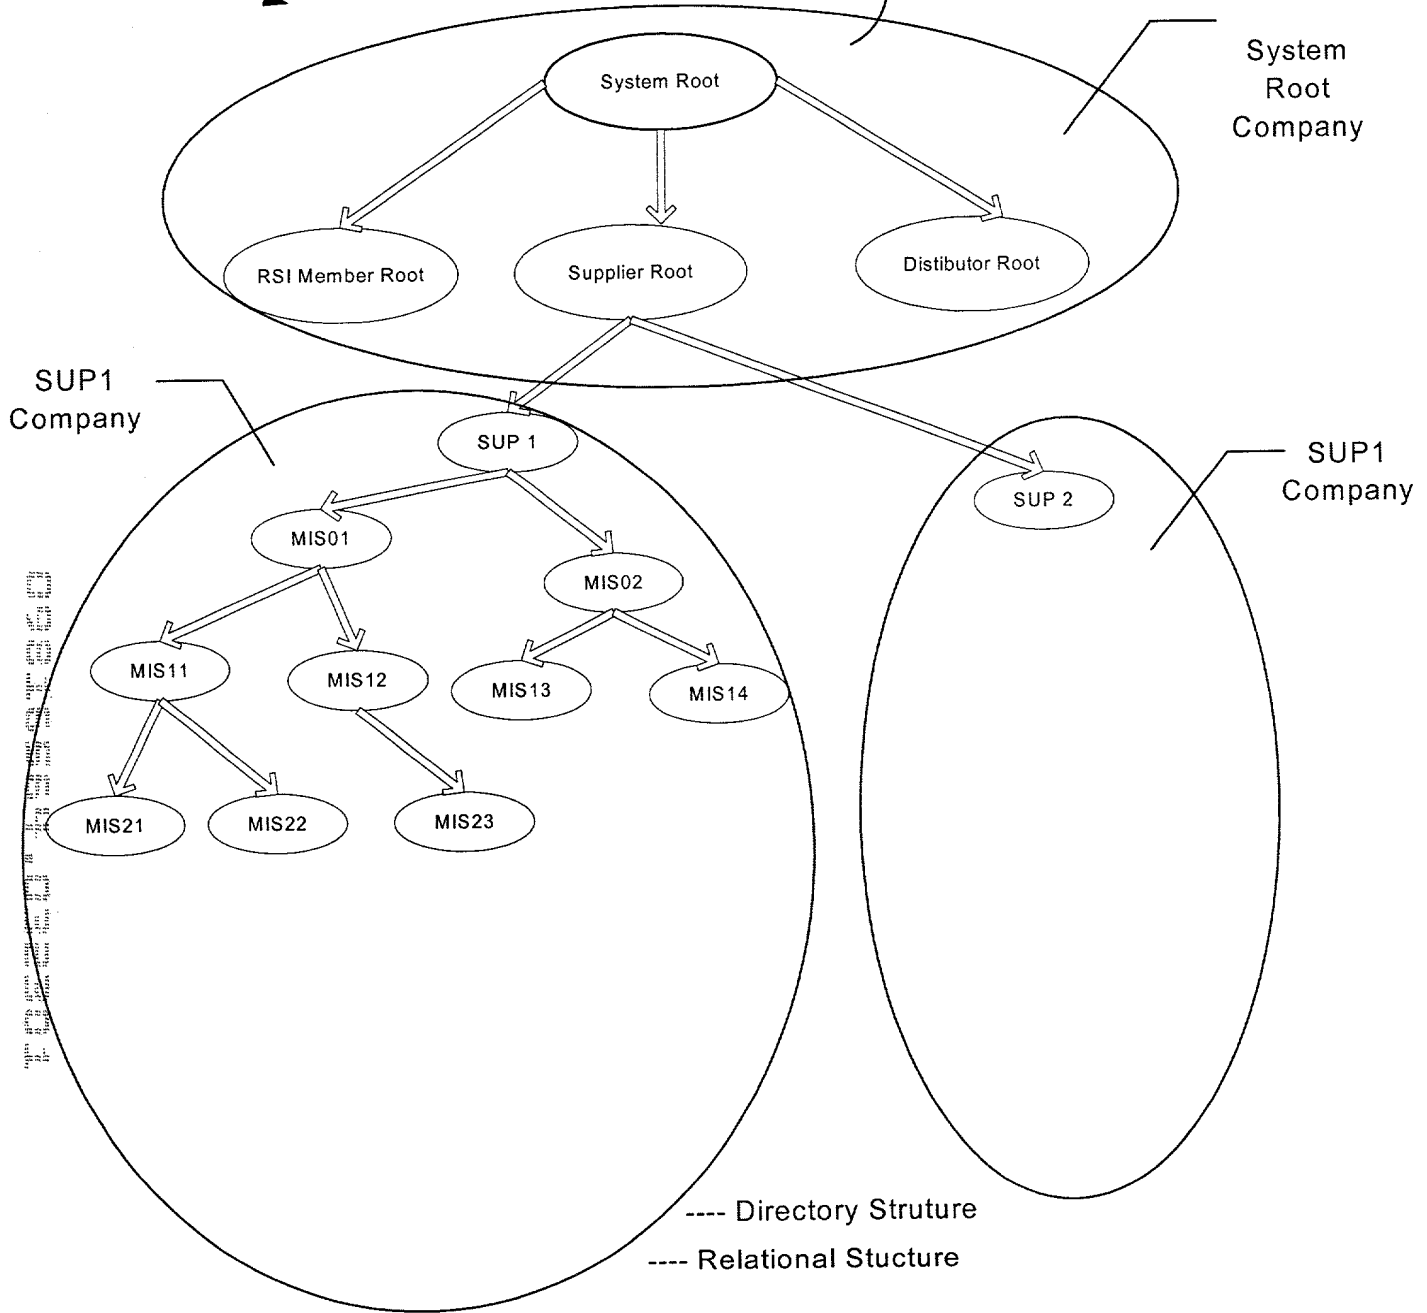 System Root
System
Root
Company
RSI Member Root
Supplier Root
Distibutor Root
SUP1
Company
SUP 1
SUP1
Company
SUP 2
MIS01
MIS02
MIS11
MIS12
MIS13
MIS14
MIS21
MIS22
MIS23
---- Directory Struture
---- Relational Stucture